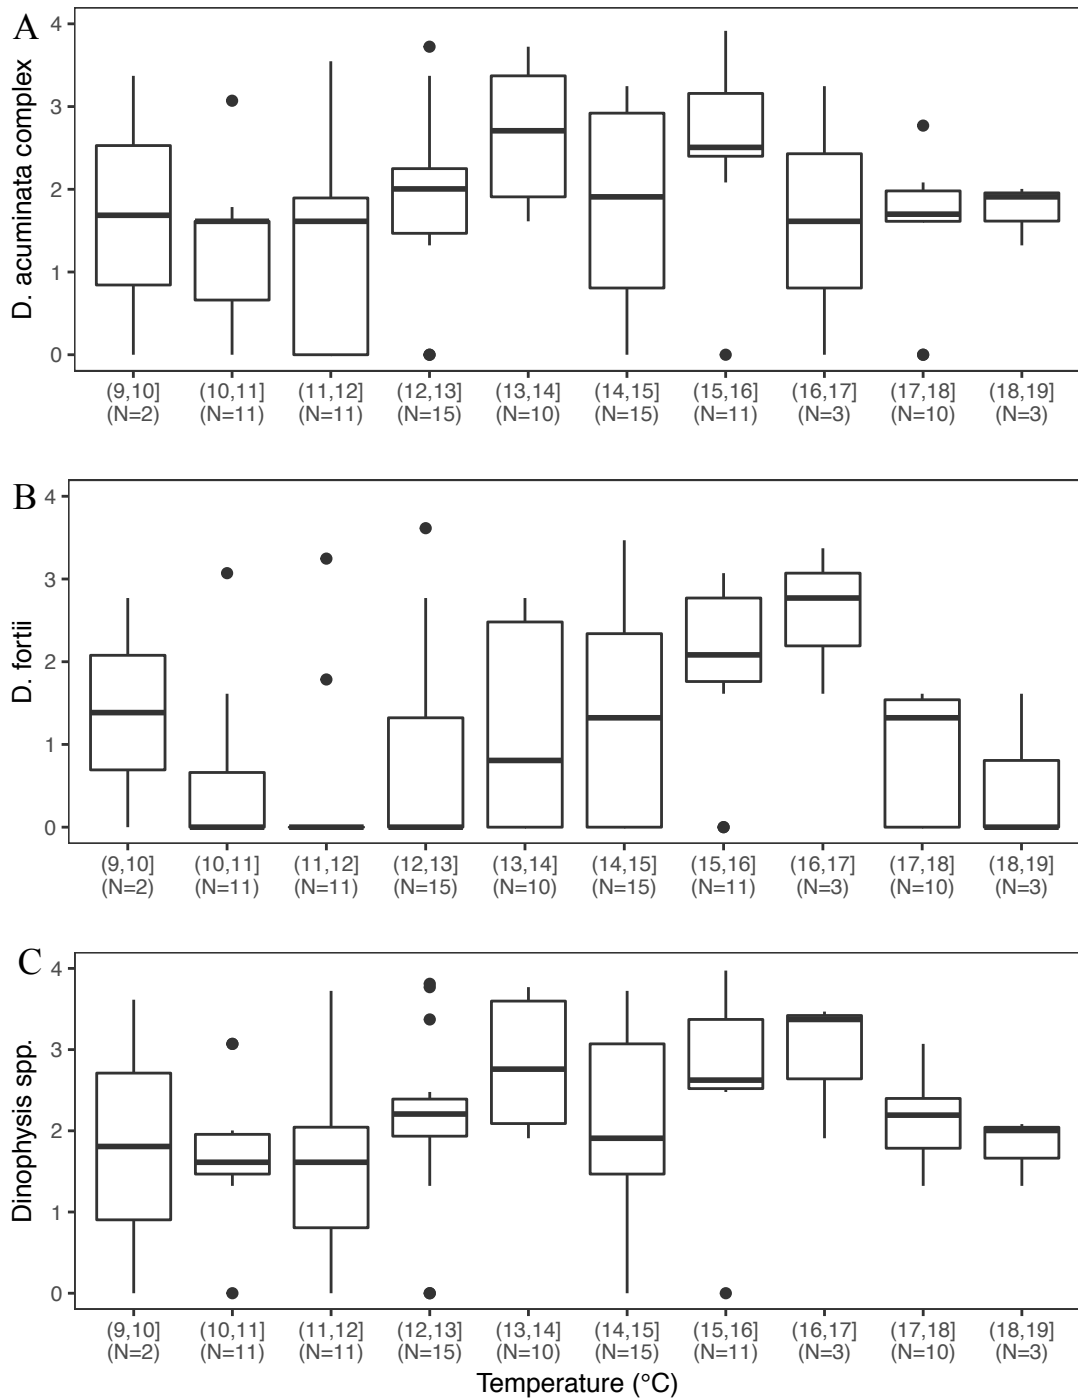 A
D. acuminata complex
4
3
2
1
0
(9,10] (10,11] (11,12] (12,13] (13,14] (14,15] (15,16] (16,17] (17,18] (18,19]
(N=2) (N=11) (N=11) (N=15) (N=10) (N=15) (N=11) (N=3) (N=10) (N=3)
B
D. fortii
4
3
2
1
0
(9,10] (10,11] (11,12] (12,13] (13,14] (14,15] (15,16] (16,17] (17,18] (18,19]
(N=2) (N=11) (N=11) (N=15) (N=10) (N=15) (N=11) (N=3) (N=10) (N=3)
C
Dinophysis spp.
4
3
2
1
0
(9,10] (10,11] (11,12] (12,13] (13,14] (14,15] (15,16] (16,17] (17,18] (18,19]
(N=2) (N=11) (N=11) (N=15) (N=10) (N=15) (N=11) (N=3) (N=10) (N=3)
Temperature (°C)